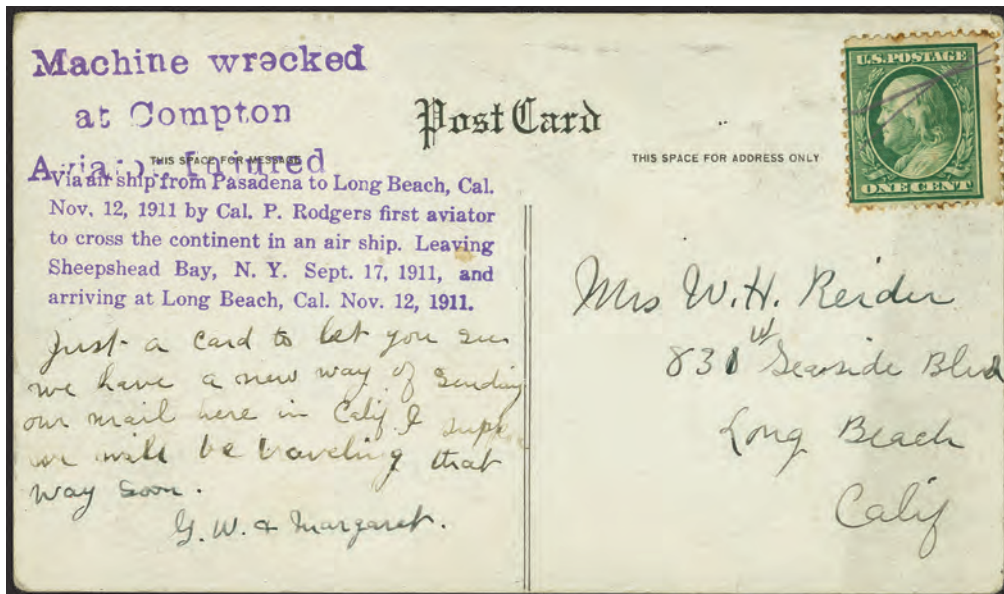 Machine wrecked
at Compton
Aviator Injured
Post Card
THIS SPACE FOR MESSAGE
THIS SPACE FOR ADDRESS ONLY
U.S. POSTAGE
ONE CENT
Via air ship from Pasadena to Long Beach, Cal.
Nov. 12, 1911 by Cal. P. Rodgers first aviator
to cross the continent in an air ship. Leaving
Sheepshead Bay, N. Y. Sept. 17, 1911, and
arriving at Long Beach, Cal. Nov. 12, 1911.
Just a card to let you see
we have a new way of sending
our mail here in Calif I
we will be traveling that
way soon.
G. W. & Margaret.
Mrs W. H. Reider
831 W Seaside Blvd
Long Beach
Calif